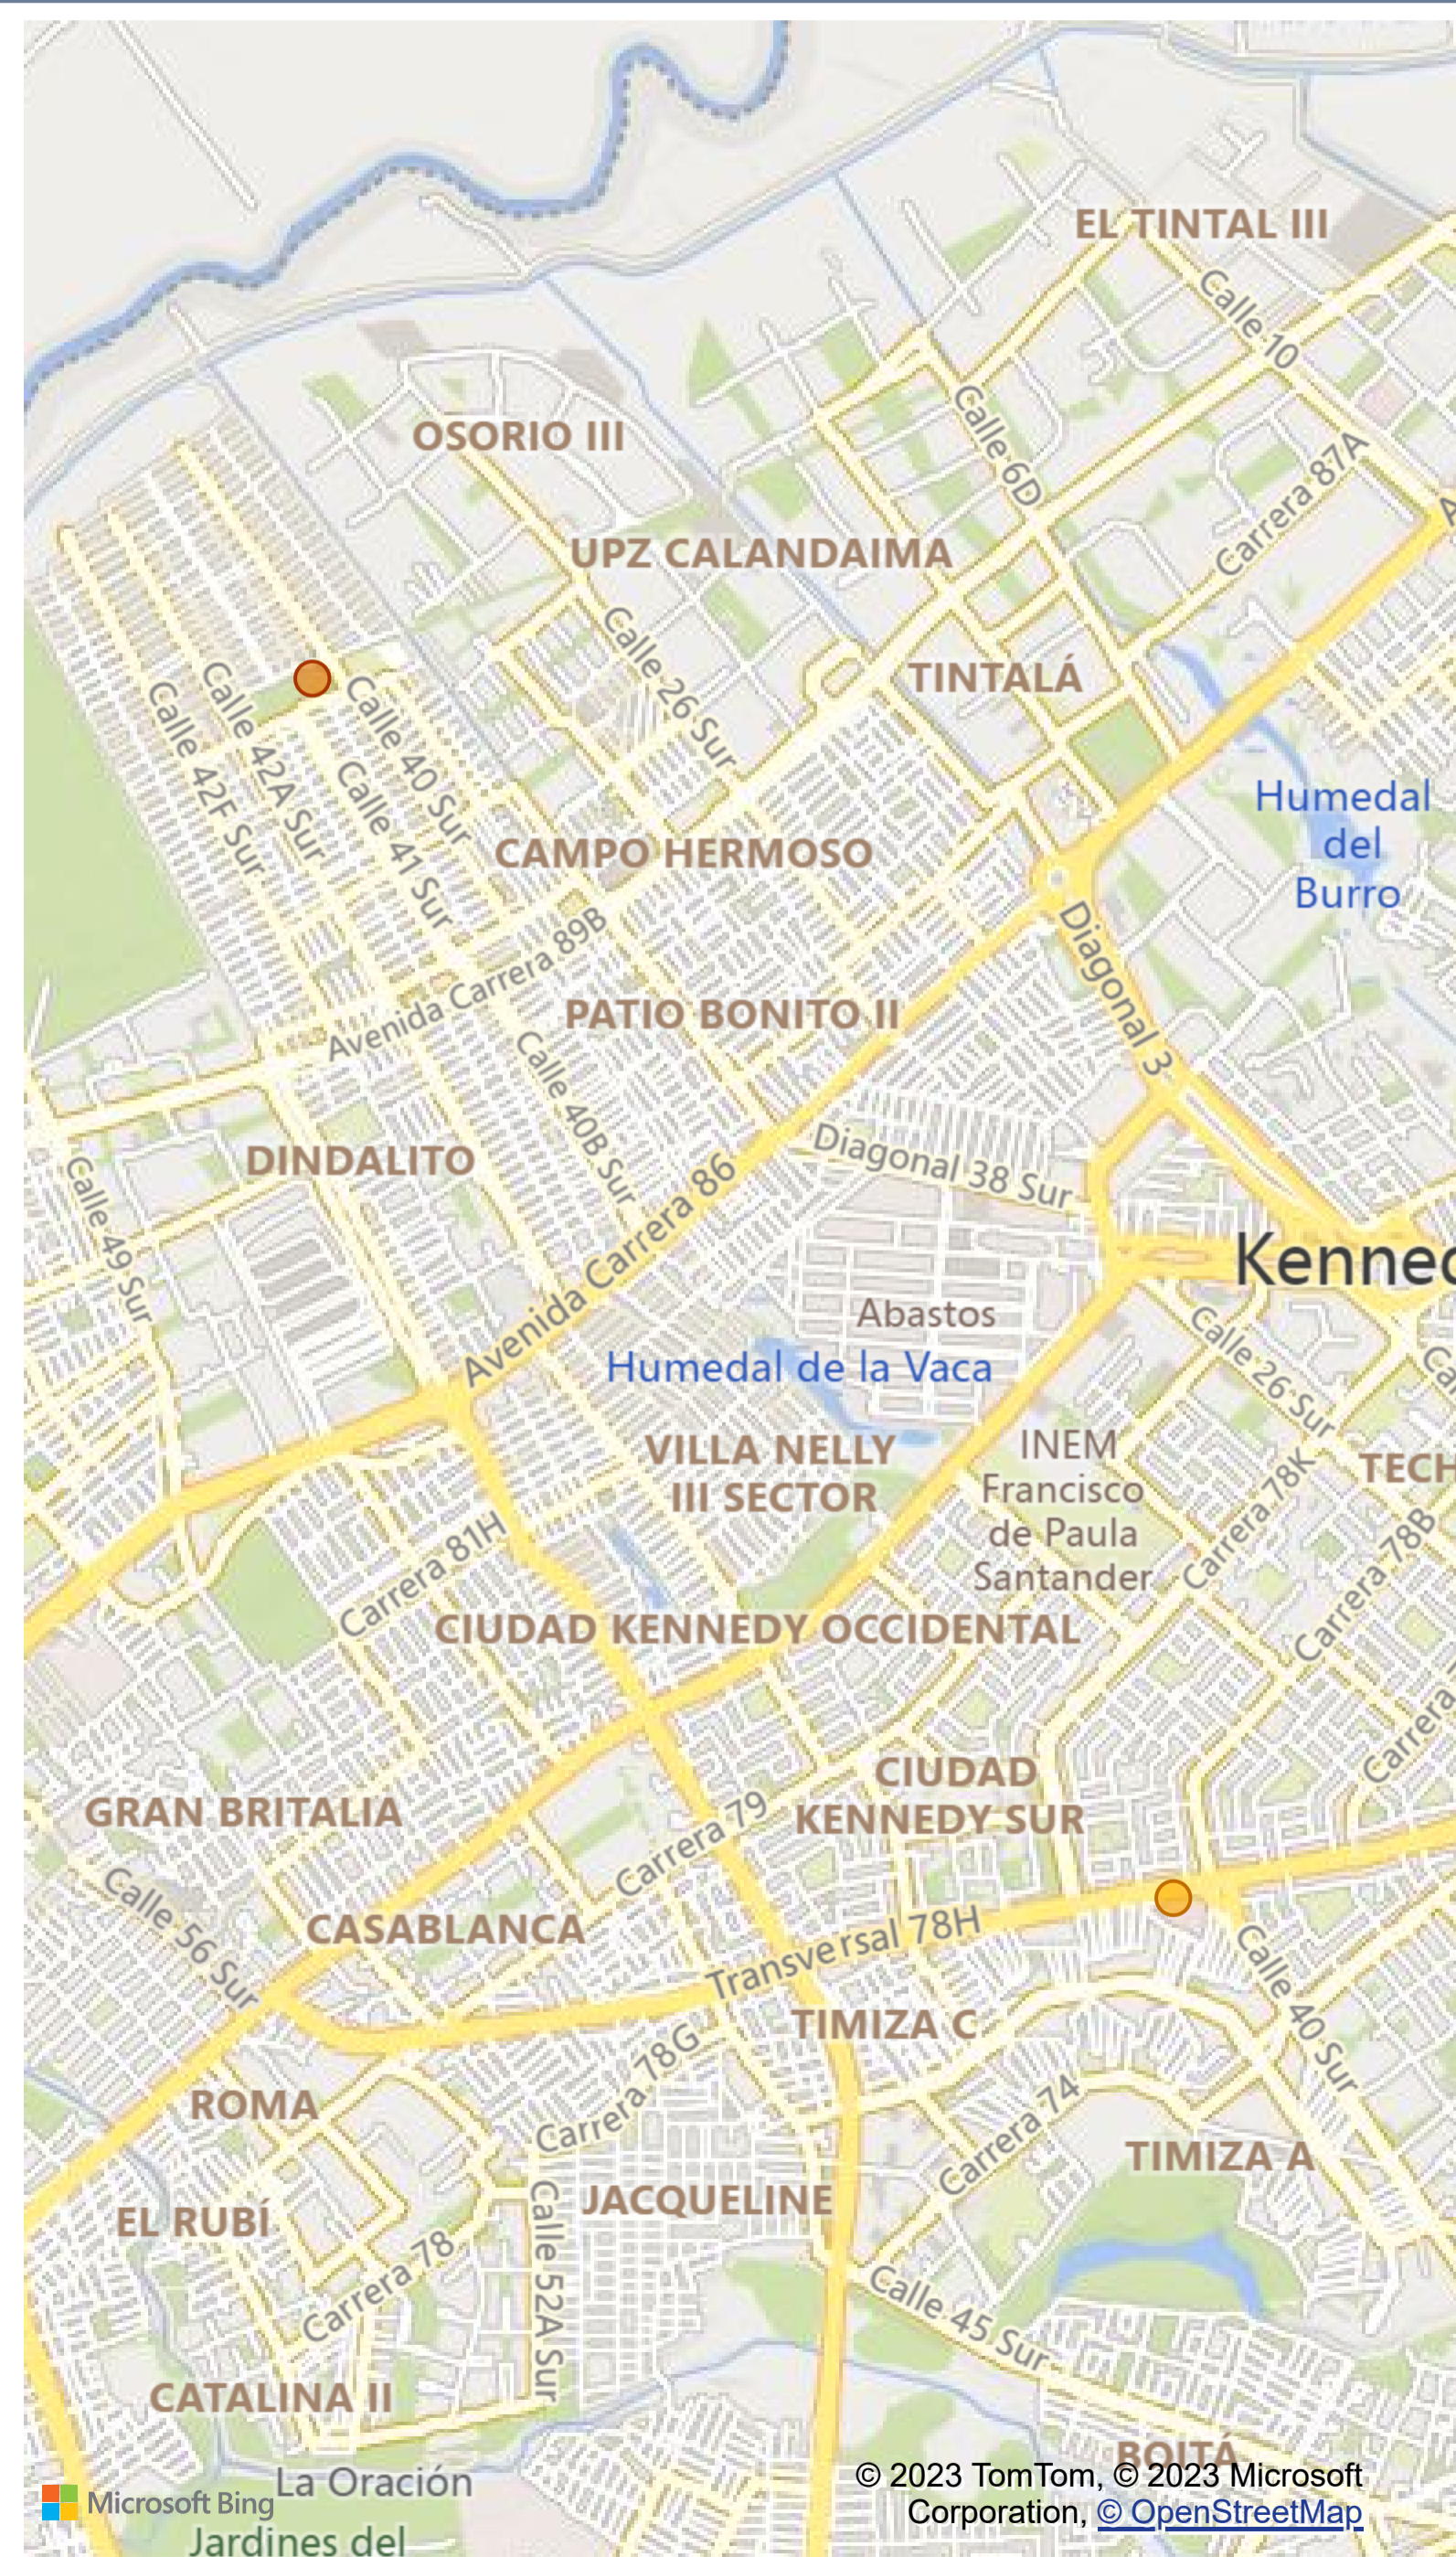 EL TINTAL III
Calle 10
OSORIO III
Calle 6D
Carrera 87A
UPZ CALANDAIMA
Calle 26 Sur
TINTALÁ
Calle 40 Sur
Calle 42A Sur
Calle 42F Sur
Calle 41 Sur
Humedal
del
Burro
CAMPO HERMOSO
Avenida Carrera 89B
Diagonal 3
PATIO BONITO II
Calle 40B Sur
Diagonal 38 Sur
DINDALITO
Calle 49 Sur
Avenida Carrera 86
Kennec
Abastos
Calle 26 Sur
Ca
Humedal de la Vaca
VILLA NELLY
III SECTOR
INEM
Francisco
de Paula
Santander
TECH
Carrera 78K
Carrera 78B
Carrera 81H
CIUDAD KENNEDY OCCIDENTAL
Carrera
CIUDAD
KENNEDY SUR
GRAN BRITALIA
Carrera 79
Calle 56 Sur
CASABLANCA
Transversal 78H
Calle 40 Sur
TIMIZA C
Carrera 78G
ROMA
Carrera 74
TIMIZA A
JACQUELINE
EL RUBÍ
Calle 52A Sur
Carrera 78
Calle 45 Sur
CATALINA II
BOITÁ
La Oración
Microsoft Bing
© 2023 TomTom, © 2023 Microsoft
Corporation, © OpenStreetMap
Jardines del